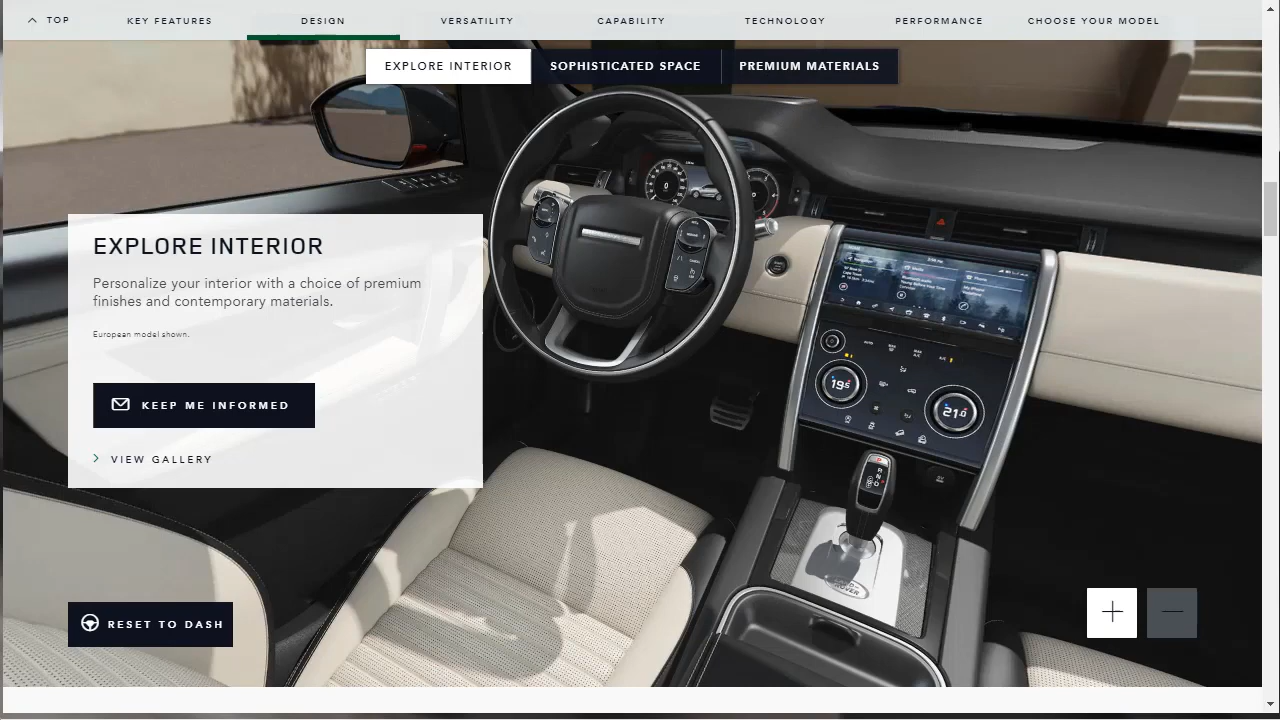 TOP
KEY FEATURES
DESIGN
VERSATILITY
CAPABILITY
TECHNOLOGY
PERFORMANCE
CHOOSE YOUR MODEL
EXPLORE INTERIOR
SOPHISTICATED SPACE
PREMIUM MATERIALS
EXPLORE INTERIOR
Personalize your interior with a choice of premium
finishes and contemporary materials.
European model shown.
KEEP ME INFORMED
VIEW GALLERY
RESET TO DASH
19.5
21.0